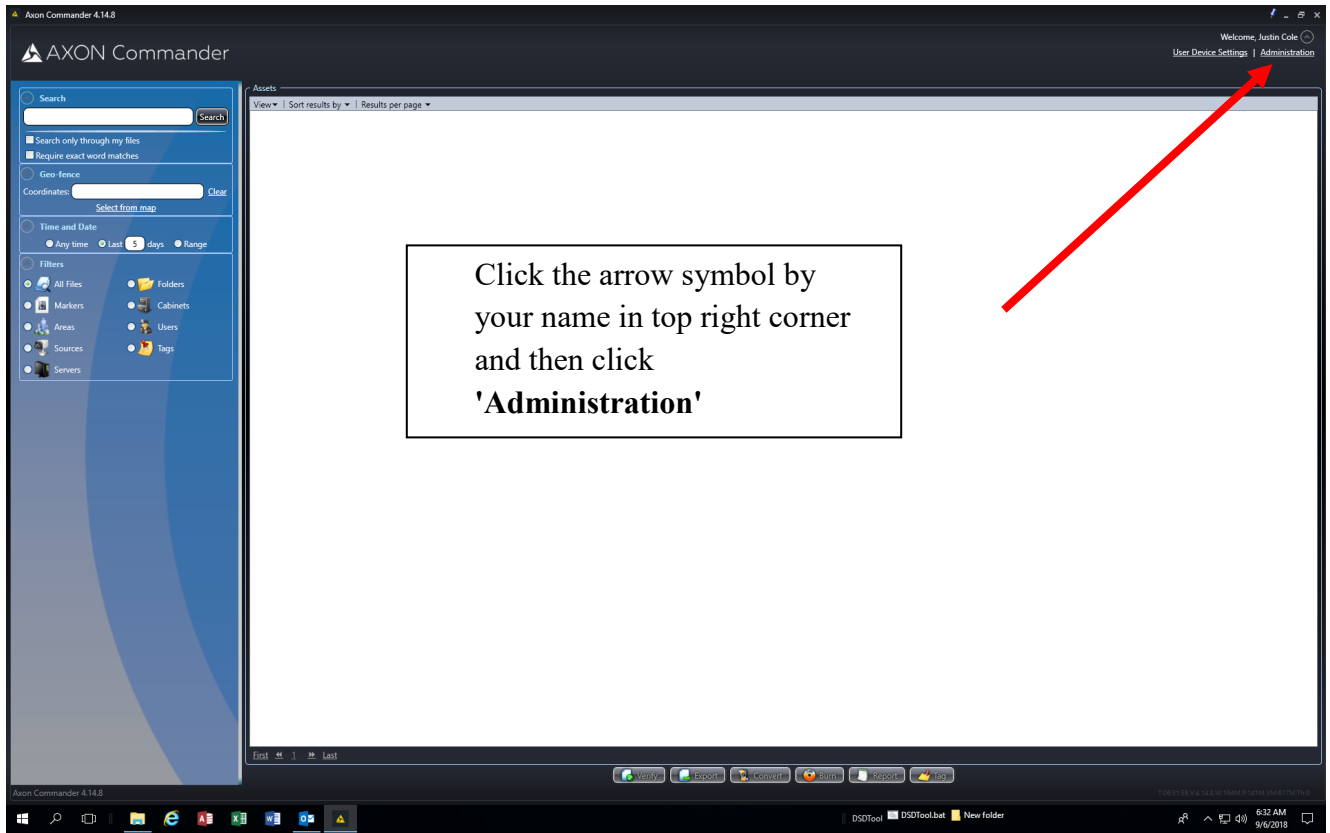 Axon Commander 4.14.8
AXON Commander
Welcome, Justin Cole
User Device Settings | Administration
Search
Search
Search only through my files
Require exact word matches
Geo-fence
Coordinates:
Clear
Select from map
Time and Date
Any time
Last 5 days
Range
Filters
All Files
Folders
Markers
Cabinets
Areas
Users
Sources
Tags
Servers
Assets
View | Sort results by | Results per page
Click the arrow symbol by
your name in top right corner
and then click
'Administration'
First 1 Last
Verify
Export
Convert
Burn
Report
Tag
Axon Commander 4.14.8
DSDTool
DSDTool.bat
New folder
6:32 AM
9/6/2018